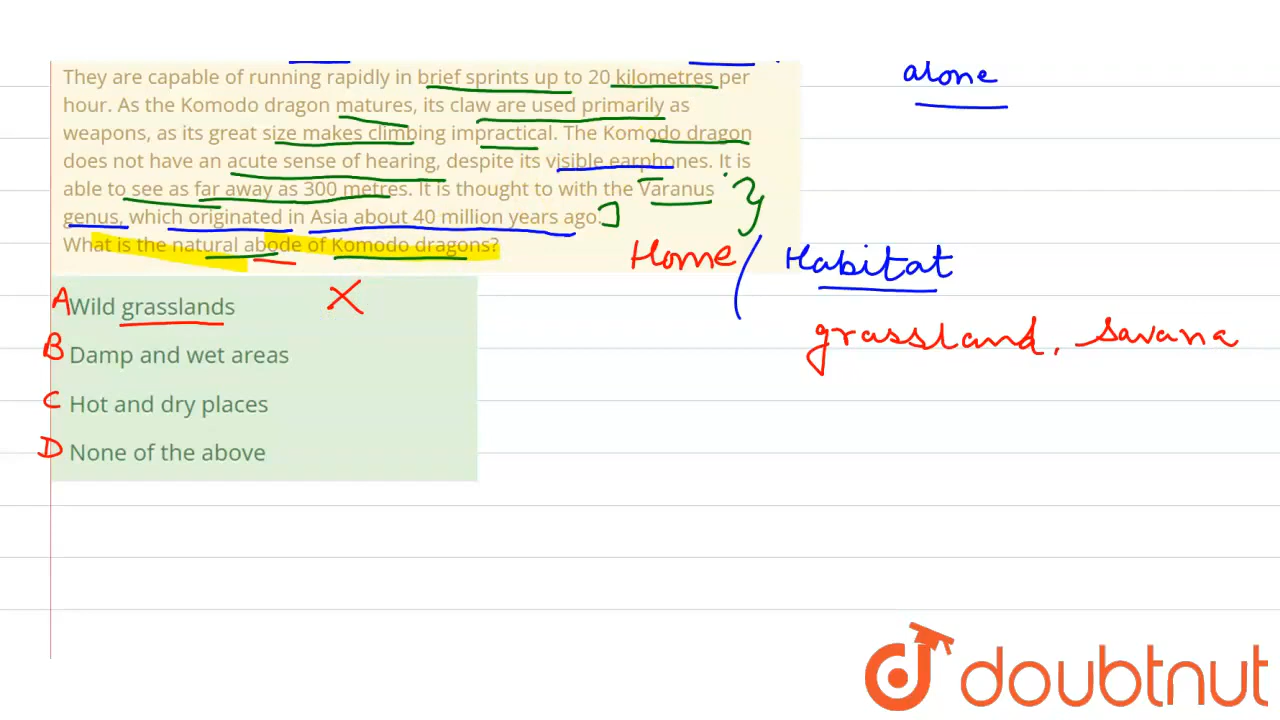 They are capable of running rapidly in brief sprints up to 20 kilometres per
alone
hour. As the Komodo dragon matures, its claw are used primarily as
weapons, as its great size makes climbing impractical. The Komodo dragon
does not have an acute sense of hearing, despite its visible earphones. It is
able to see as far away as 300 metres. It is thought to with the Varanus
genus, which originated in Asia about 40 million years ago.
What is the natural abode of Komodo dragons?
Home / Habitat
grassland, Savana
A Wild grasslands X
B Damp and wet areas
C Hot and dry places
D None of the above
doubtnut